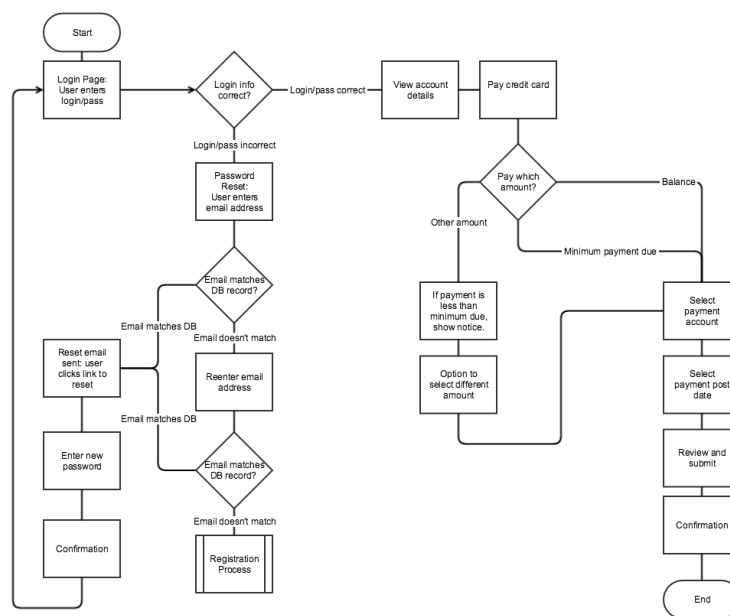 Start
Login Page:
User enters
login/pass
Login info
correct?
Login/pass correct
View account
details
Pay credit card
Login/pass incorrect
Password
Reset:
User enters
email address
Pay which
amount?
Balance
Other amount
Minimum payment due
Email matches
DB record?
If payment is
less than
minimum due,
show notice.
Select
payment
account
Email matches DB
Email doesn't match
Reset email
sent: user
clicks link to
reset
Reenter email
address
Option to
select different
amount
Select
payment post
date
Email matches DB
Enter new
password
Email matches
DB record?
Review and
submit
Email doesn't match
Confirmation
Registration
Process
Confirmation
End